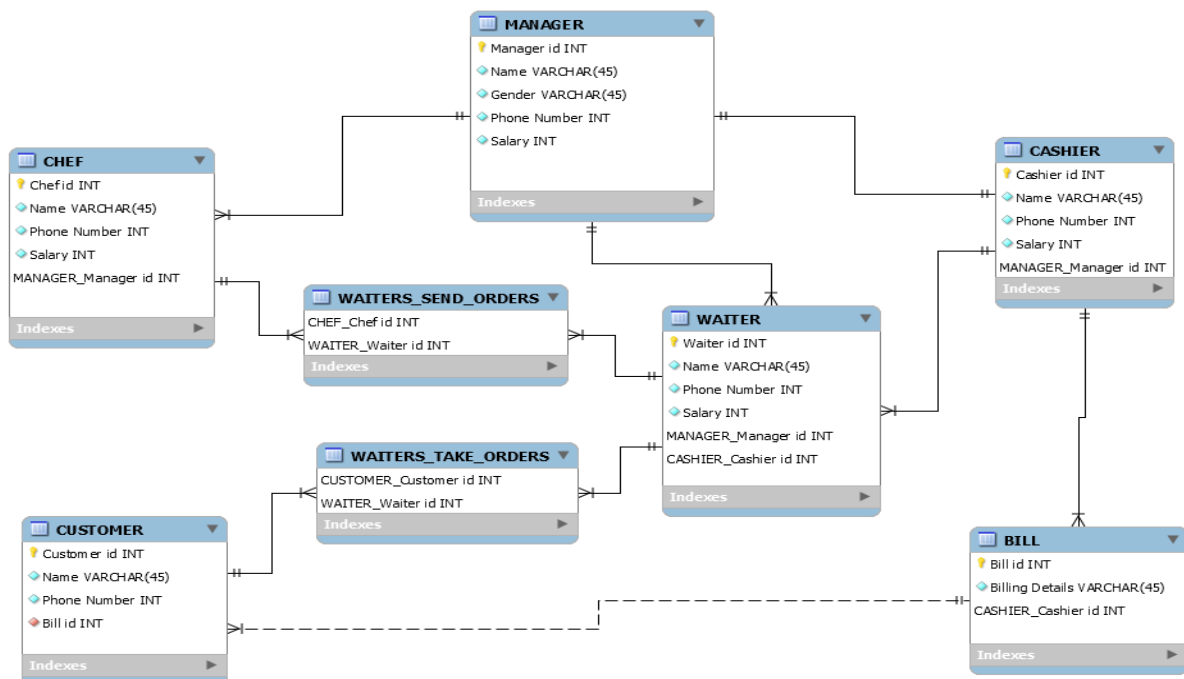 MANAGER
Manager id INT
Name VARCHAR(45)
Gender VARCHAR(45)
Phone Number INT
Salary INT
Indexes
CHEF
Chef id INT
Name VARCHAR(45)
Phone Number INT
Salary INT
MANAGER_Manager id INT
Indexes
CASHIER
Cashier id INT
Name VARCHAR(45)
Phone Number INT
Salary INT
MANAGER_Manager id INT
Indexes
WAITERS_SEND_ORDERS
CHEF_Chef id INT
WAITER_Waiter id INT
Indexes
WAITER
Waiter id INT
Name VARCHAR(45)
Phone Number INT
Salary INT
MANAGER_Manager id INT
CASHIER_Cashier id INT
Indexes
WAITERS_TAKE_ORDERS
CUSTOMER_Customer id INT
WAITER_Waiter id INT
Indexes
CUSTOMER
Customer id INT
Name VARCHAR(45)
Phone Number INT
Bill id INT
Indexes
BILL
Bill id INT
Billing Details VARCHAR(45)
CASHIER_Cashier id INT
Indexes